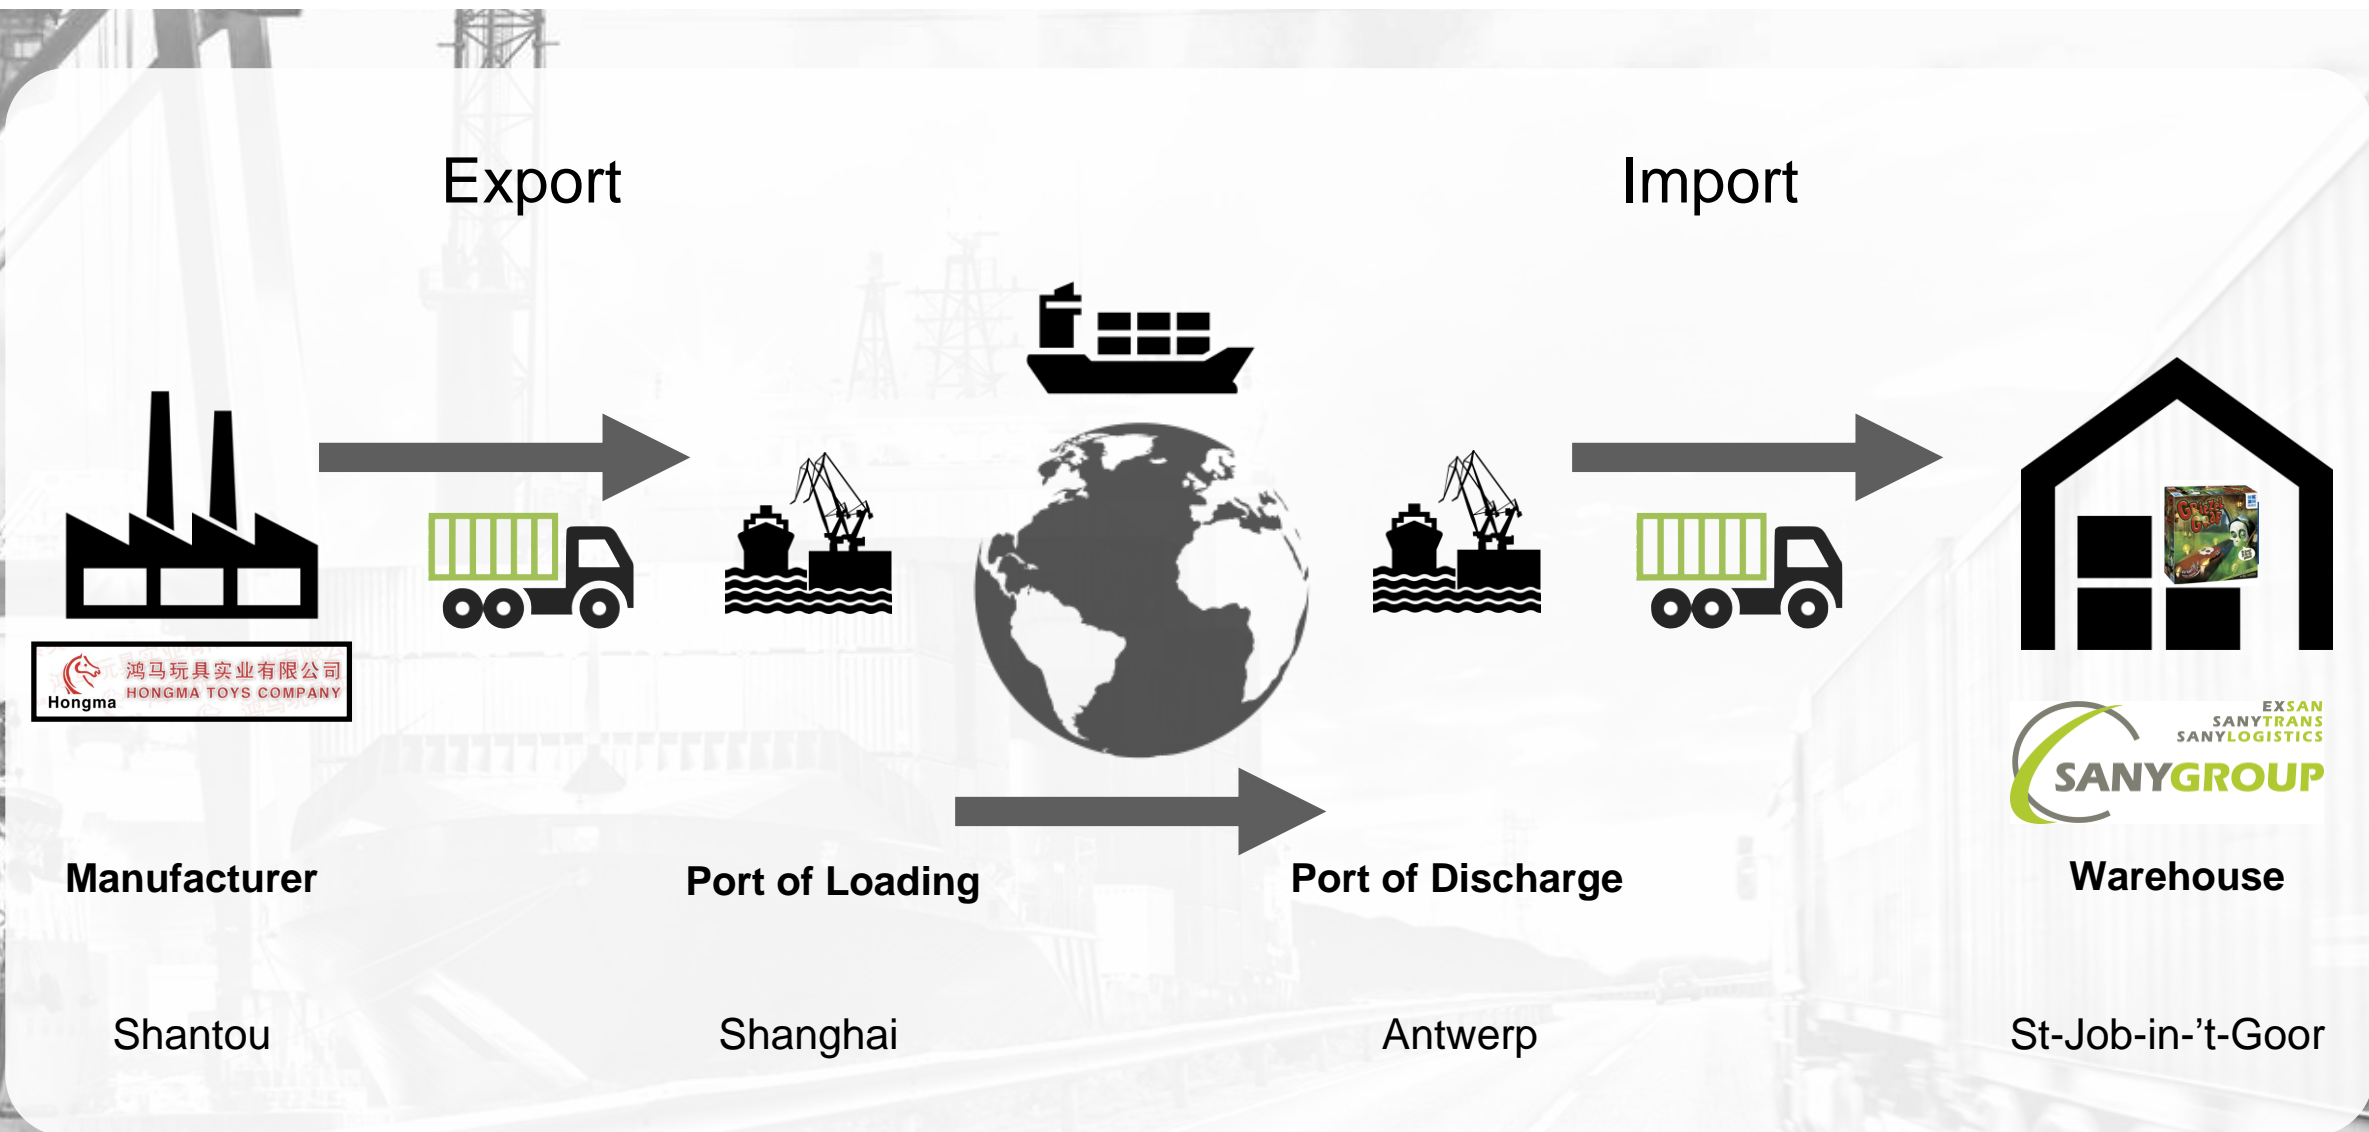 Export
Import
鸿马玩具实业有限公司
HONGMA TOYS COMPANY
Hongma
EXSAN
SANYTRANS
SANYLOGISTICS
SANYGROUP
Manufacturer
Port of Loading
Port of Discharge
Warehouse
Shantou
Shanghai
Antwerp
St-Job-in-’t-Goor